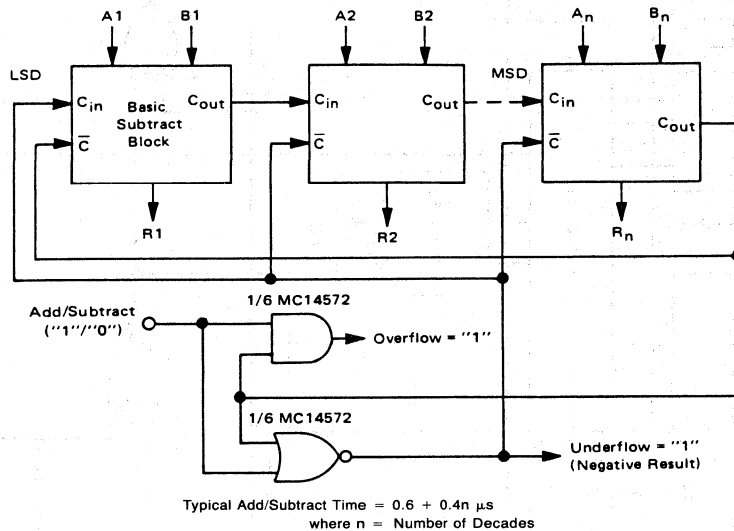 A1 B1 A2 B2 An Bn
LSD MSD
Cin Cout Cin Cout Cin Cout
Basic
Subtract
Block
C̅ C̅ C̅
R1 R2 Rn
1/6 MC14572
Add/Subtract
("1"/"0")
Overflow = "1"
1/6 MC14572
Underflow = "1"
(Negative Result)
Typical Add/Subtract Time = 0.6 + 0.4n µs
where n = Number of Decades